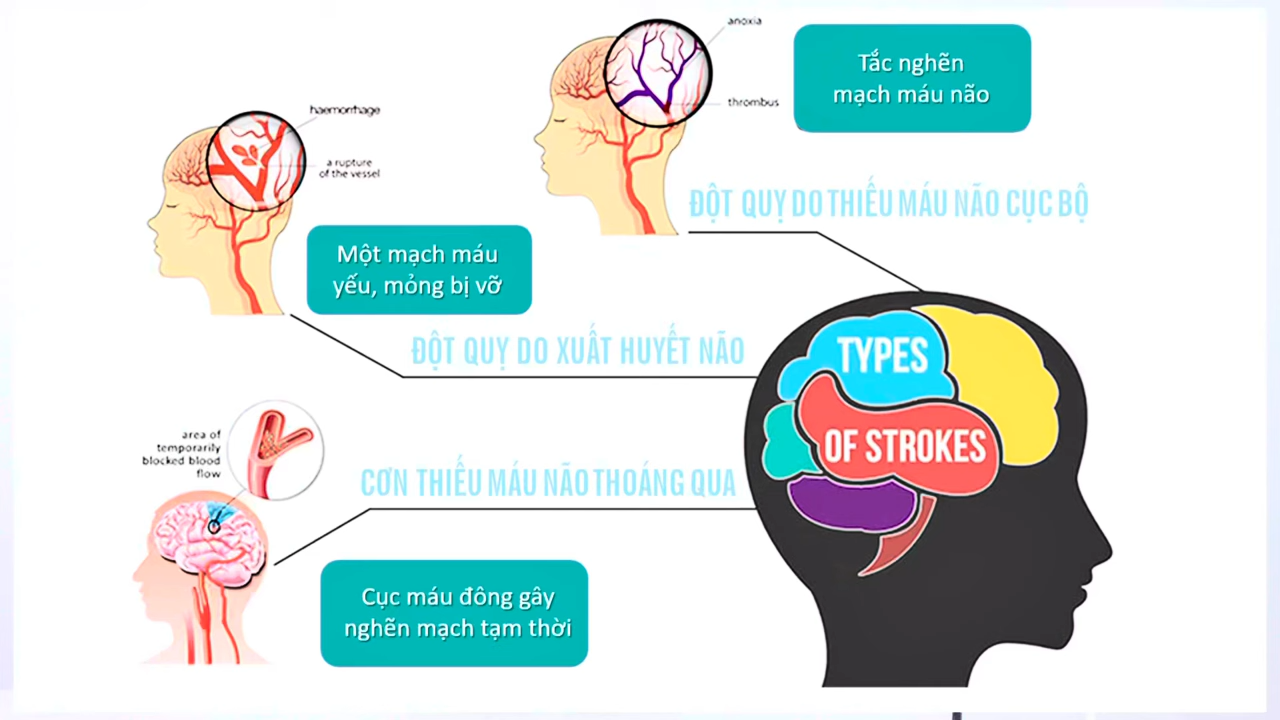 anoxia
thrombus
Tắc nghẽn
mạch máu não
ĐỘT QUỴ DO THIẾU MÁU NÃO CỤC BỘ
haemorrhage
a rupture
of the vessel
Một mạch máu
yếu, mỏng bị vỡ
ĐỘT QUỴ DO XUẤT HUYẾT NÃO
TYPES
OF STROKES
area of
temporarily
blocked blood
flow
CƠN THIẾU MÁU NÃO THOÁNG QUA
Cục máu đông gây
nghẽn mạch tạm thời